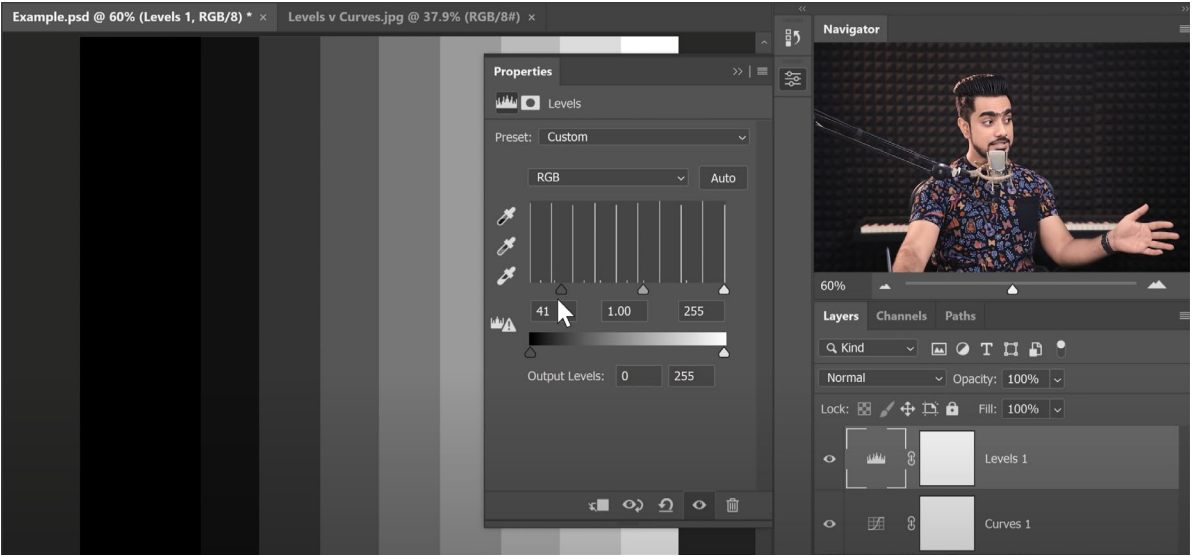 Example.psd @ 60% (Levels 1, RGB/8) * ×
Levels v Curves.jpg @ 37.9% (RGB/8#) ×
Navigator
Properties
Levels
Preset: Custom
RGB
Auto
41
1.00
255
Output Levels: 0 255
60%
Layers Channels Paths
Kind
Normal
Opacity: 100%
Lock:
Fill: 100%
Levels 1
Curves 1